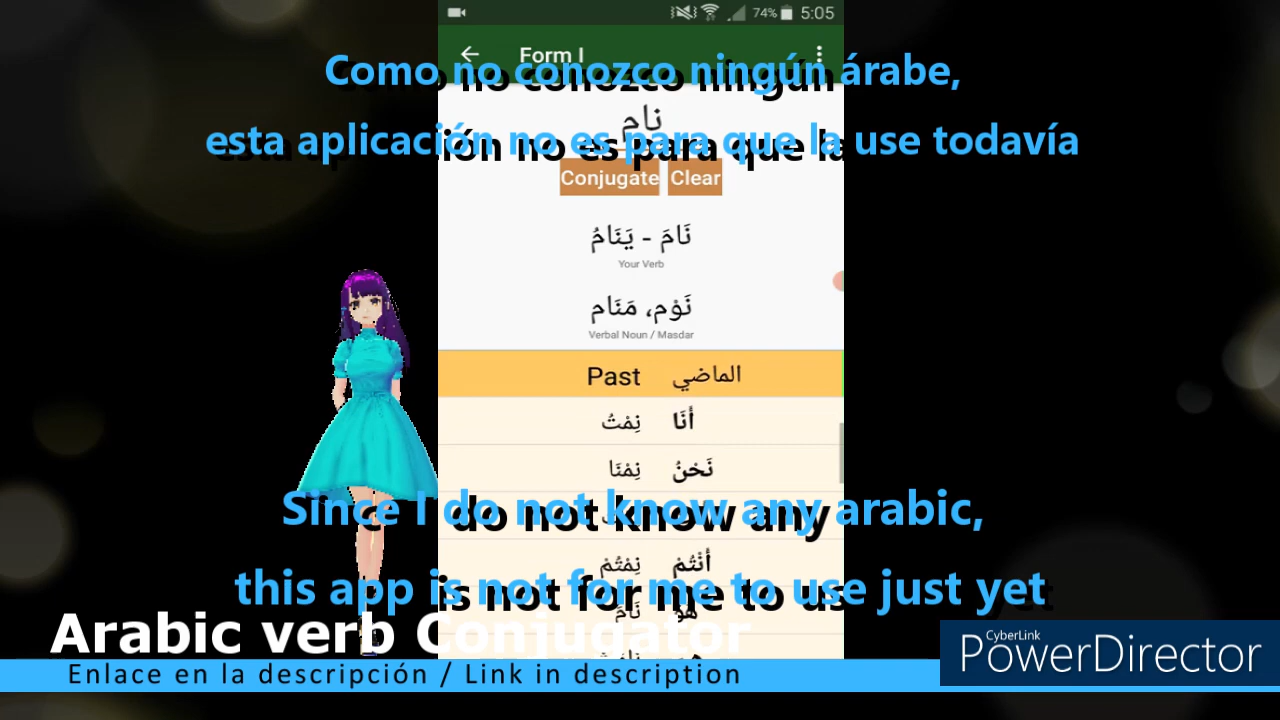 74% 5:05
Form I
Como no conozco ningún árabe,
نام
esta aplicación no es para que la use todavía
Conjugate Clear
نَامَ - يَنَامُ
Your Verb
نَوْم، مَنَام
Verbal Noun / Masdar
Past الماضي
نِمْتُ أَنَا
نِمْنَا نَحْنُ
Since I do not know any arabic,
نِمْتُمْ أَنْتُمْ
this app is not for me to use just yet
نَامَ هُوَ
Arabic verb Conjugator
Enlace en la descripción / Link in description
CyberLink
PowerDirector